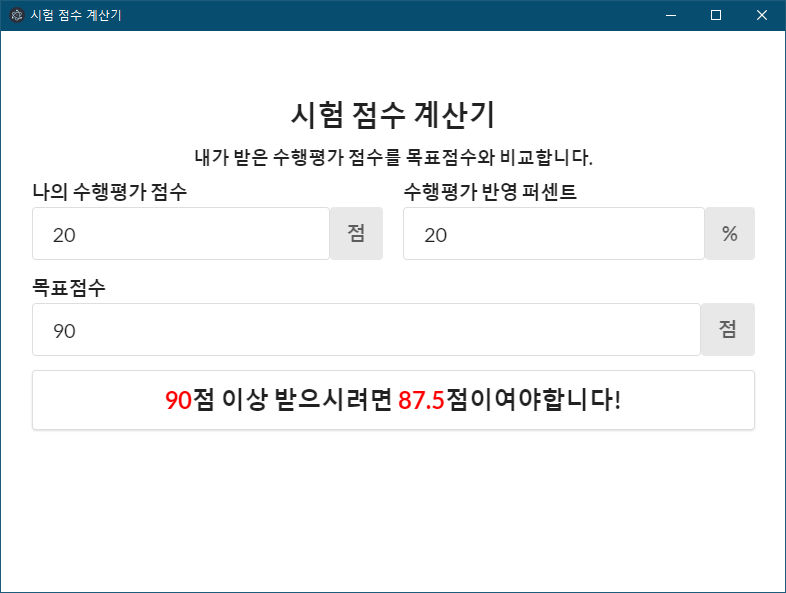 시험 점수 계산기
시험 점수 계산기
내가 받은 수행평가 점수를 목표점수와 비교합니다.
나의 수행평가 점수
수행평가 반영 퍼센트
20 점
20 %
목표점수
90 점
90점 이상 받으시려면 87.5점이여야합니다!